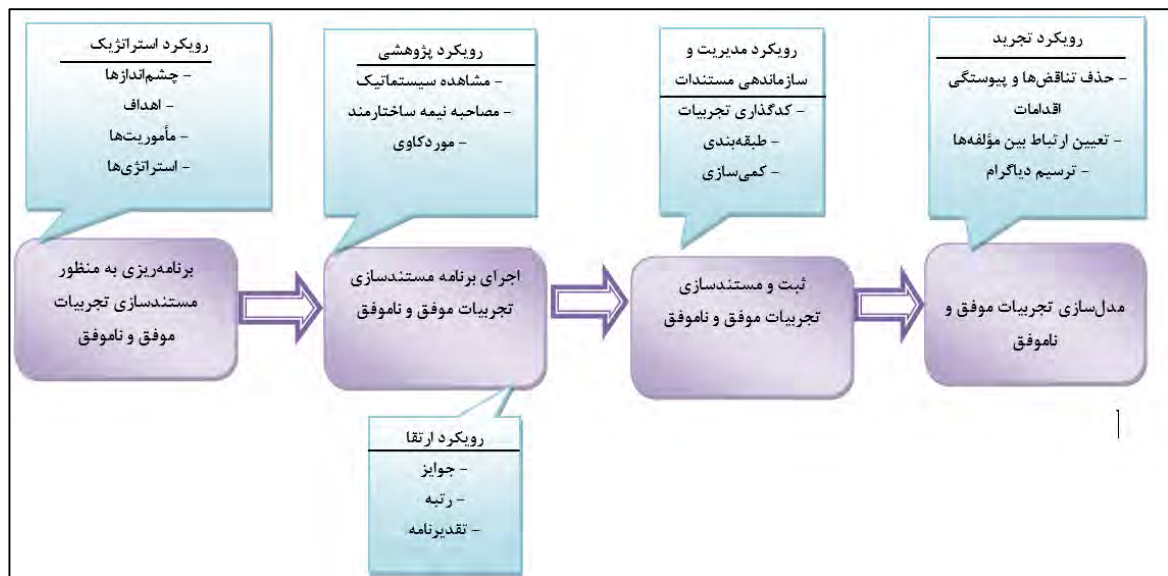 رویکرد استراتژیک
- چشم‌اندازها
- اهداف
- مأموریت‌ها
- استراتژی‌ها
رویکرد پژوهشی
- مشاهده سیستماتیک
- مصاحبه نیمه ساختارمند
- موردکاوی
رویکرد مدیریت و
سازماندهی مستندات
- کدگذاری تجربیات
- طبقه‌بندی
- کمی‌سازی
رویکرد تجرید
- حذف تناقض‌ها و پیوستگی
اقدامات
- تعیین ارتباط بین مؤلفه‌ها
- ترسیم دیاگرام
برنامه‌ریزی به منظور
مستندسازی تجربیات
موفق و ناموفق
اجرای برنامه مستندسازی
تجربیات موفق و ناموفق
ثبت و مستندسازی
تجربیات موفق و ناموفق
مدل‌سازی تجربیات موفق و
ناموفق
رویکرد ارتقا
- جوایز
- رتبه
- تقدیرنامه